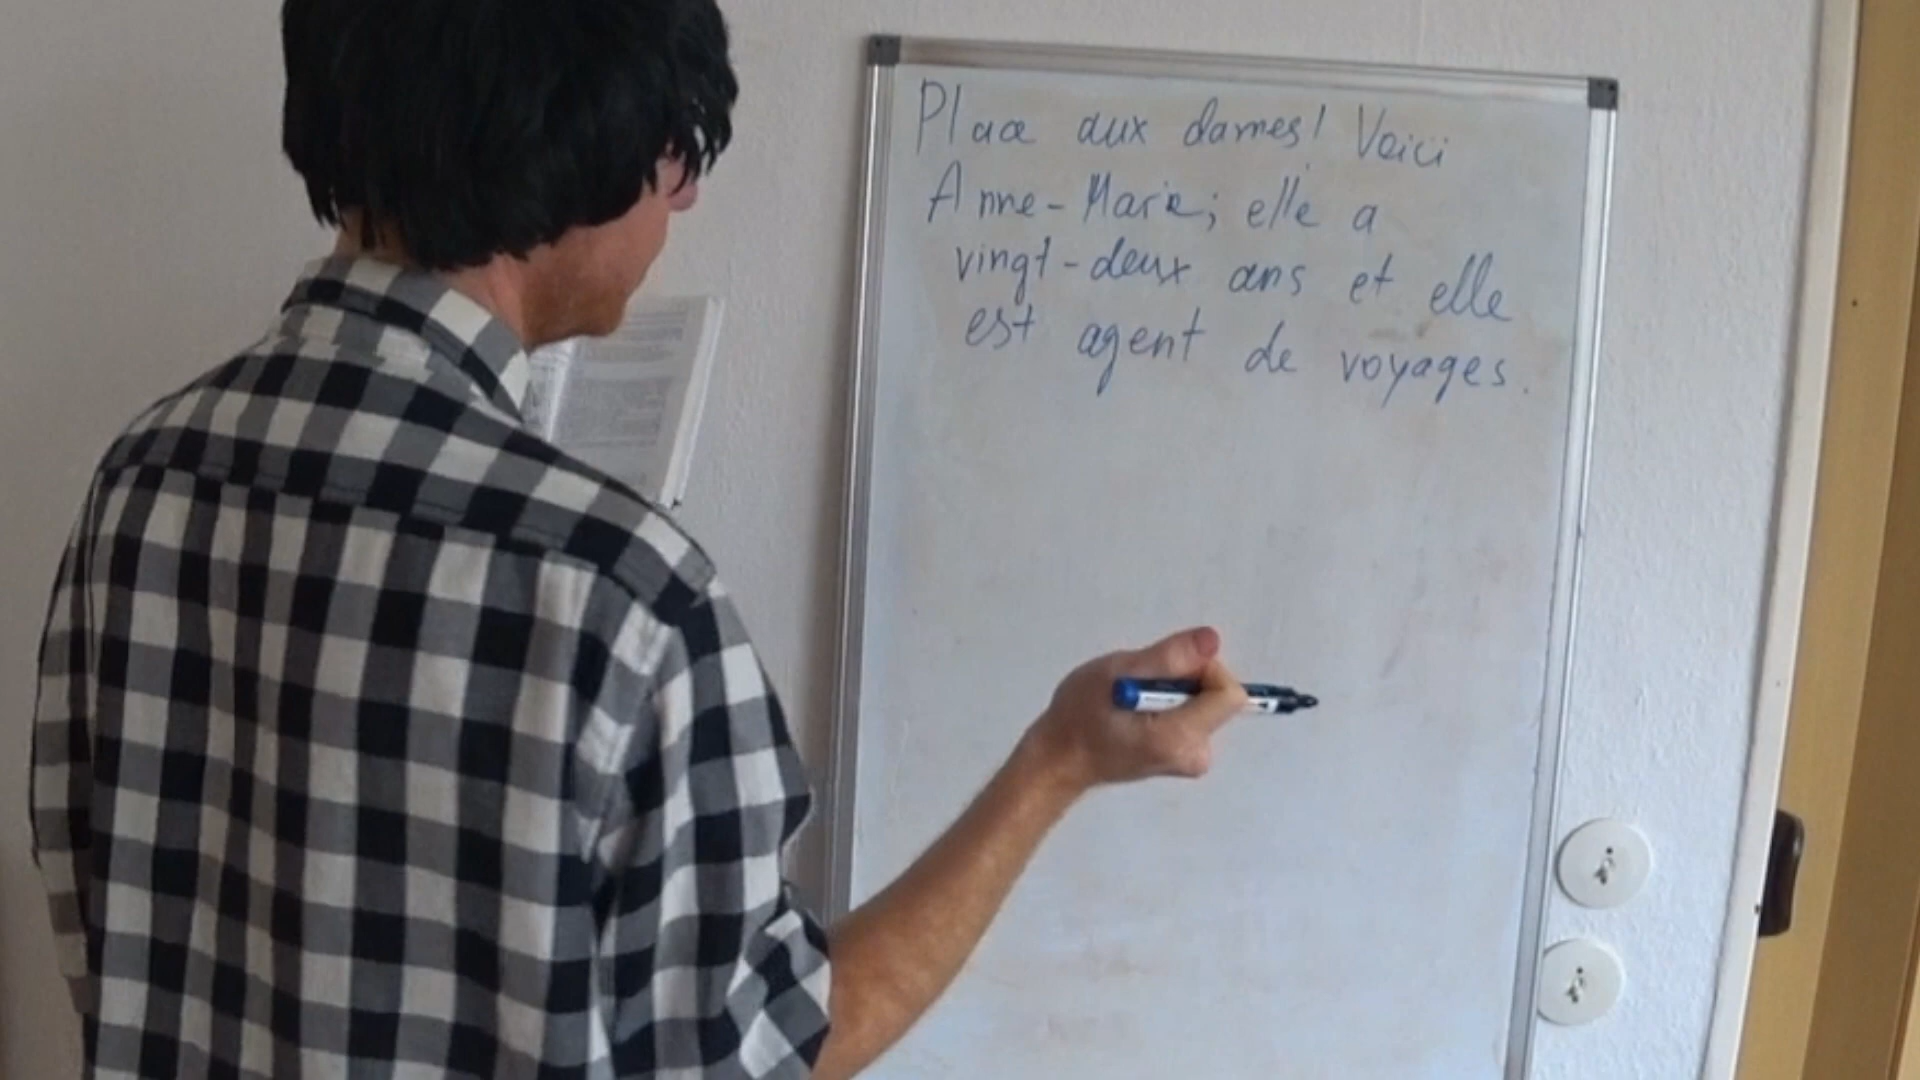 Place aux dames! Voici
Anne-Marie; elle a
vingt-deux ans et elle
est agent de voyages.